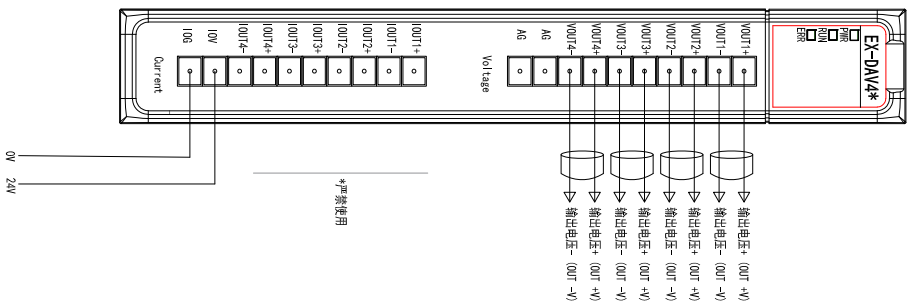 EX-DAV4*
PWR
RUN
ERR
VOUT1+
VOUT1-
VOUT2+
VOUT2-
VOUT3+
VOUT3-
VOUT4+
VOUT4-
AG
AG
Voltage
IOUT1+
IOUT1-
IOUT2+
IOUT2-
IOUT3+
IOUT3-
IOUT4+
IOUT4-
IOV
IOG
Current
输出电压+ (OUT +V)
输出电压- (OUT -V)
输出电压+ (OUT +V)
输出电压- (OUT -V)
输出电压+ (OUT +V)
输出电压- (OUT -V)
输出电压+ (OUT +V)
输出电压- (OUT -V)
*严禁使用
24V
0V